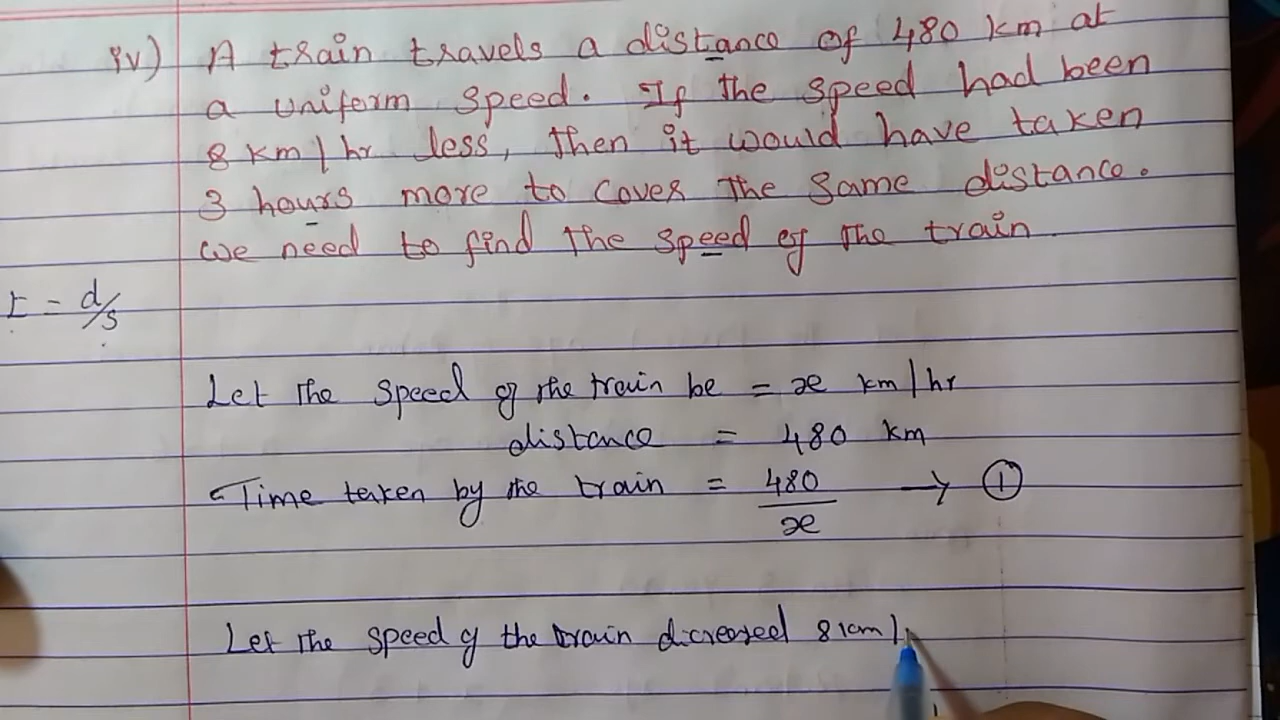 iv) A train travels a distance of 480 km at
a uniform speed. If the speed had been
8 km/hr less, then it would have taken
3 hours more to cover the same distance.
We need to find the speed of the train
t = d/s
Let the speed of the train be = x km/hr
distance = 480 km
Time taken by the train = 480/x → ①
Let the speed of the train decreased 8 km/